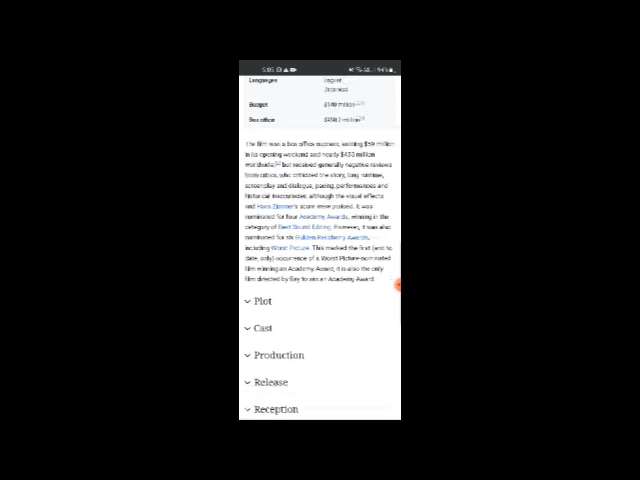 5:05
Languages English
Japanese
Budget $140 million
Box office
The film was a box office success, earning $59 million
in its opening weekend and nearly $450 million
worldwide, but received generally negative reviews
from critics, who criticized the story, long runtime,
screenplay and dialogue, pacing, performances and
historical inaccuracies, although the visual effects
and Hans Zimmer's score were praised. It was
nominated for four Academy Awards, winning in the
category of Best Sound Editing. However, it was also
nominated for six Golden Raspberry Awards,
including Worst Picture. This marked the first (and to
date, only) occurrence of a Worst Picture-nominated
film winning an Academy Award; it is also the only
film directed by Bay to win an Academy Award.
Plot
Cast
Production
Release
Reception